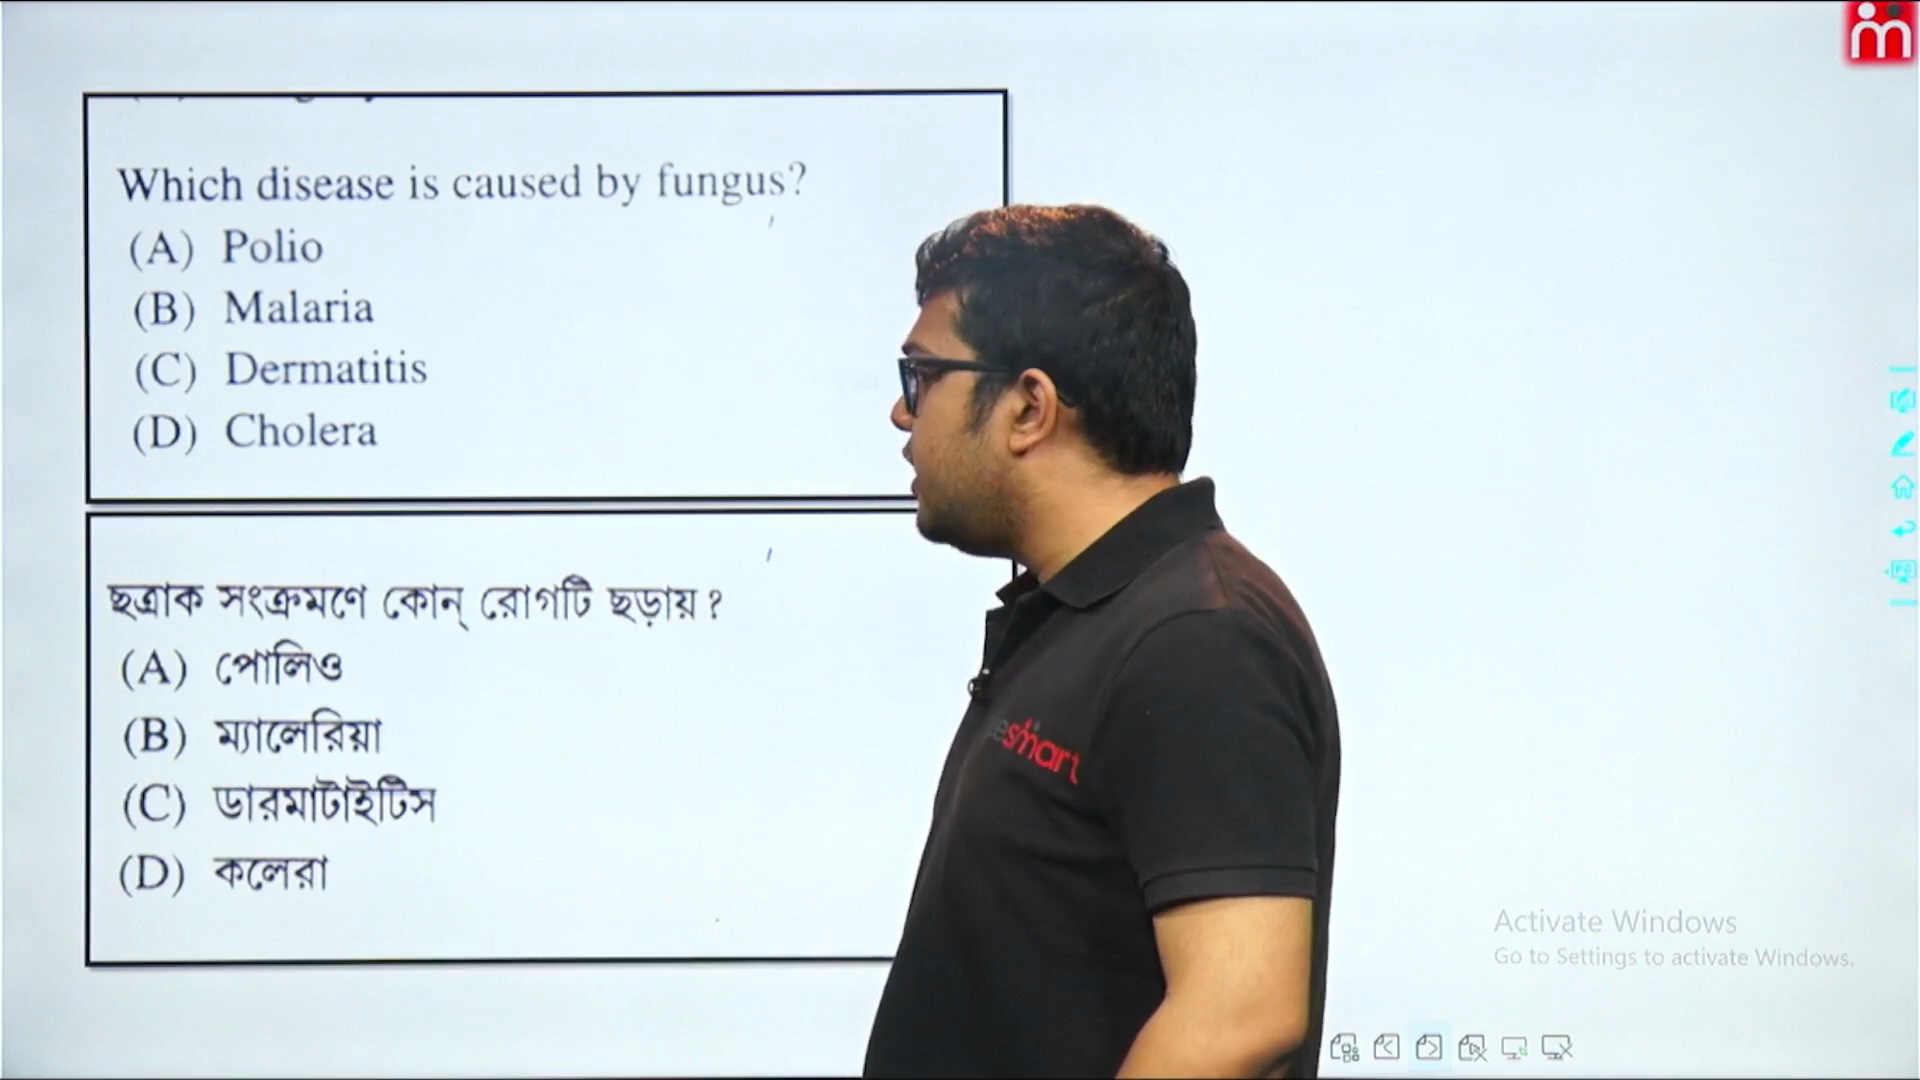 Which disease is caused by fungus?
(A) Polio
(B) Malaria
(C) Dermatitis
(D) Cholera
ছত্রাক সংক্রমণে কোন্ রোগটি ছড়ায় ?
(A) পোলিও
(B) ম্যালেরিয়া
(C) ডারমাটাইটিস
(D) কলেরা
smart
Activate Windows
Go to Settings to activate Windows.